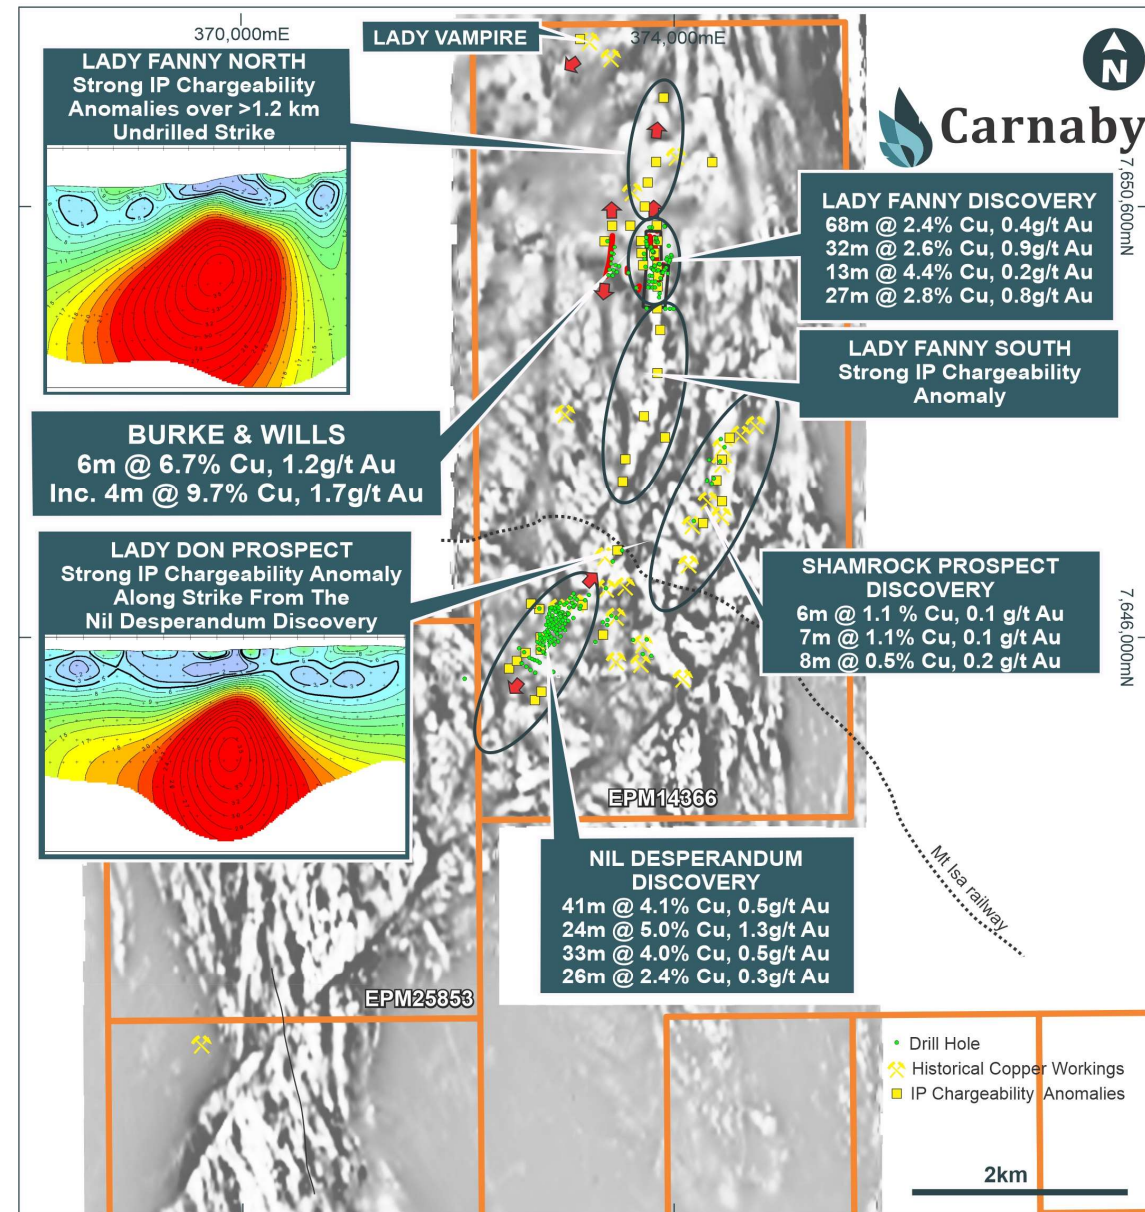 370,000mE
374,000mE
N
Carnaby
LADY VAMPIRE
LADY FANNY NORTH
Strong IP Chargeability
Anomalies over >1.2 km
Undrilled Strike
7,650,600mN
LADY FANNY DISCOVERY
68m @ 2.4% Cu, 0.4g/t Au
32m @ 2.6% Cu, 0.9g/t Au
13m @ 4.4% Cu, 0.2g/t Au
27m @ 2.8% Cu, 0.8g/t Au
LADY FANNY SOUTH
Strong IP Chargeability
Anomaly
BURKE & WILLS
6m @ 6.7% Cu, 1.2g/t Au
Inc. 4m @ 9.7% Cu, 1.7g/t Au
LADY DON PROSPECT
Strong IP Chargeability Anomaly
Along Strike From The
Nil Desperandum Discovery
SHAMROCK PROSPECT
DISCOVERY
6m @ 1.1 % Cu, 0.1 g/t Au
7m @ 1.1% Cu, 0.1 g/t Au
8m @ 0.5% Cu, 0.2 g/t Au
7,646,000mN
EPM14366
Mt Isa railway
NIL DESPERANDUM
DISCOVERY
41m @ 4.1% Cu, 0.5g/t Au
24m @ 5.0% Cu, 1.3g/t Au
33m @ 4.0% Cu, 0.5g/t Au
26m @ 2.4% Cu, 0.3g/t Au
EPM25853
Drill Hole
Historical Copper Workings
IP Chargeability Anomalies
2km